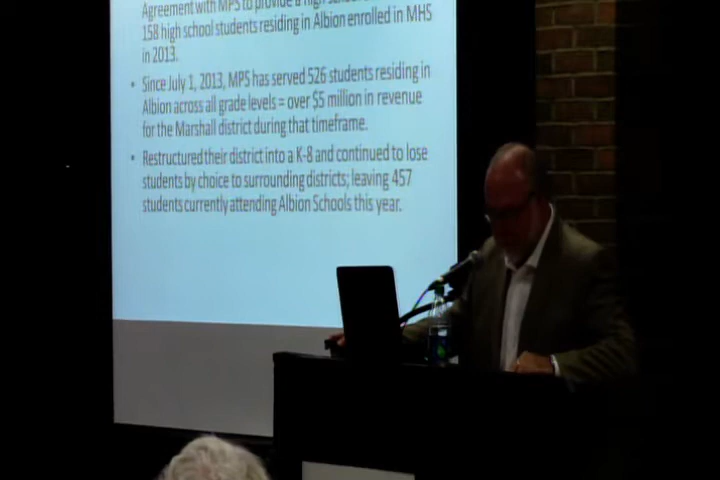 Agreement with MPS to provide a high
158 high school students residing in Albion enrolled in MHS
in 2013.
• Since July 1, 2013, MPS has served 526 students residing in
Albion across all grade levels = over $5 million in revenue
for the Marshall district during that timeframe.
• Restructured their district into a K-8 and continued to lose
students by choice to surrounding districts; leaving 457
students currently attending Albion Schools this year.